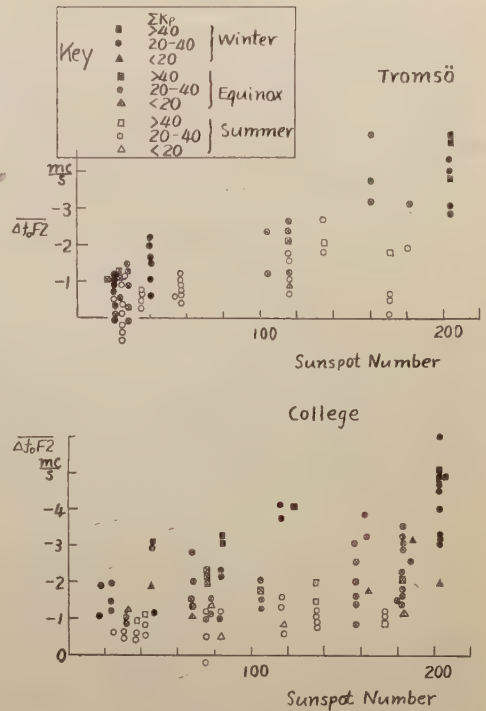 ΣKp
Key
>40
20-40
<20
Winter
>40
20-40
<20
Equinox
>40
20-40
<20
Summer
Tromsö
mc/s
Δf₀F2
-3
-2
-1
100
200
Sunspot Number
College
Δf₀F2
mc/s
-4
-3
-2
-1
0
100
200
Sunspot Number